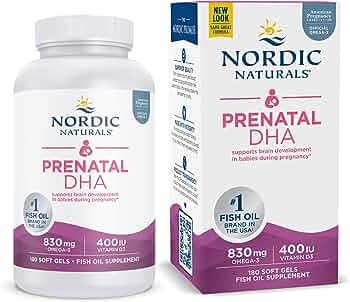 NORDIC
NATURALS®
PRENATAL
DHA
supports brain development
in babies during pregnancy*
#1
FISH OIL
BRAND IN
THE USA!†
830 mg
OMEGA-3
400 IU
VITAMIN D3
180 SOFT GELS • FISH OIL SUPPLEMENT
NEW
LOOK
SAME GREAT
FORMULA
American Pregnancy
ASSOCIATION
OFFICIAL
OMEGA-3
NORDIC
NATURALS®
PRENATAL
DHA
supports brain development
in babies during pregnancy*
#1
FISH OIL
BRAND IN
THE USA!†
830 mg
OMEGA-3
400 IU
VITAMIN D3
180 SOFT GELS • FISH OIL SUPPLEMENT